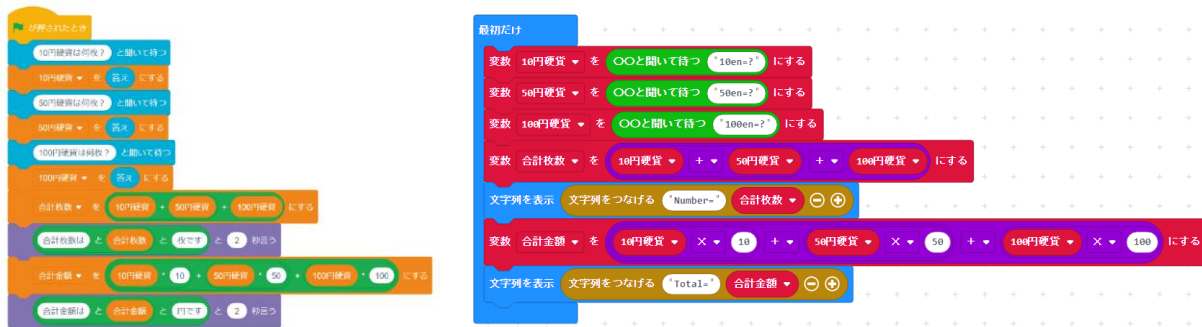 が押されたとき
10円硬貨は何枚? と聞いて待つ
10円硬貨 を 答え にする
50円硬貨は何枚? と聞いて待つ
50円硬貨 を 答え にする
100円硬貨は何枚? と聞いて待つ
100円硬貨 を 答え にする
合計枚数 を 10円硬貨 + 50円硬貨 + 100円硬貨 にする
合計枚数は と 合計枚数 と 枚です と 2 秒言う
合計金額 を 10円硬貨 * 10 + 50円硬貨 * 50 + 100円硬貨 * 100 にする
合計金額は と 合計金額 と 円です と 2 秒言う
最初だけ
変数 10円硬貨 を 〇〇と聞いて待つ "10en=?" にする
変数 50円硬貨 を 〇〇と聞いて待つ "50en=?" にする
変数 100円硬貨 を 〇〇と聞いて待つ "100en=?" にする
変数 合計枚数 を 10円硬貨 + 50円硬貨 + 100円硬貨 にする
文字列を表示 文字列をつなげる "Number=" 合計枚数
変数 合計金額 を 10円硬貨 × 10 + 50円硬貨 × 50 + 100円硬貨 × 100 にする
文字列を表示 文字列をつなげる "Total=" 合計金額